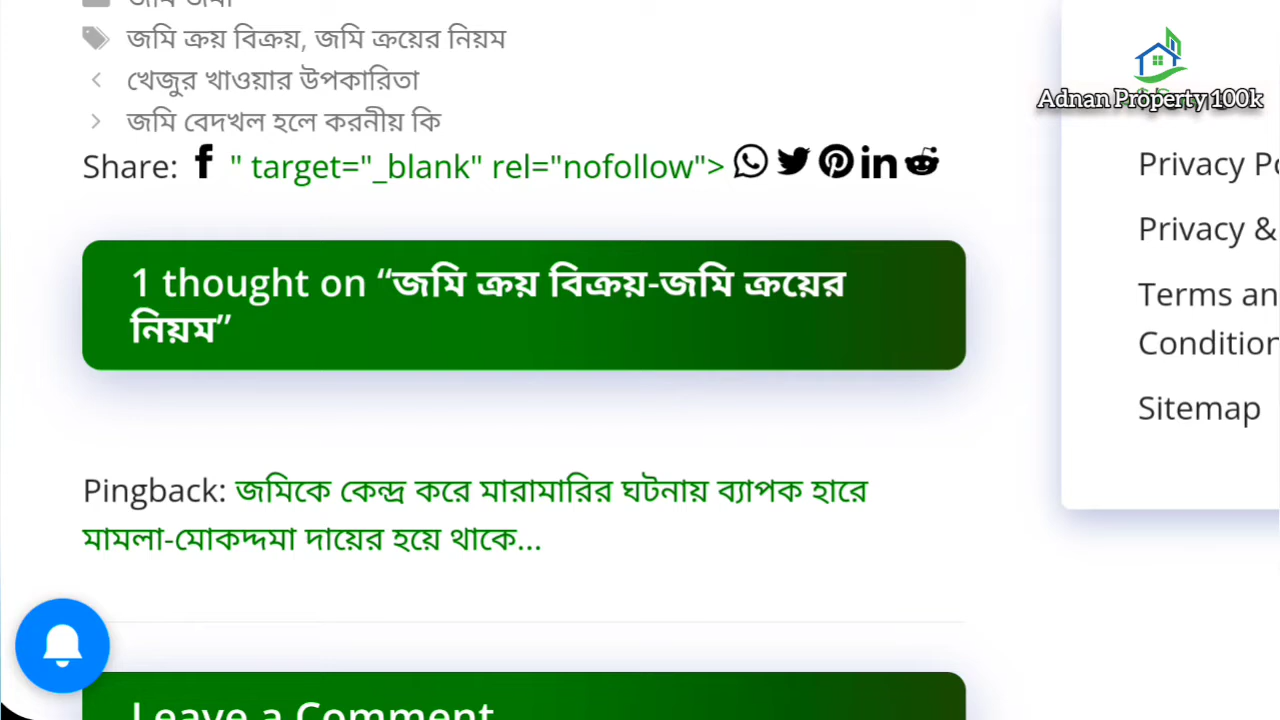 জমি ক্রয় বিক্রয়, জমি ক্রয়ের নিয়ম
খেজুর খাওয়ার উপকারিতা
জমি বেদখল হলে করনীয় কি
Share: " target="_blank" rel="nofollow">
1 thought on “জমি ক্রয় বিক্রয়-জমি ক্রয়ের
নিয়ম”
Pingback: জমিকে কেন্দ্র করে মারামারির ঘটনায় ব্যাপক হারে
মামলা-মোকদ্দমা দায়ের হয়ে থাকে...
Leave a Comment
Adnan Property 100k
Privacy Po
Privacy &
Terms an
Condition
Sitemap